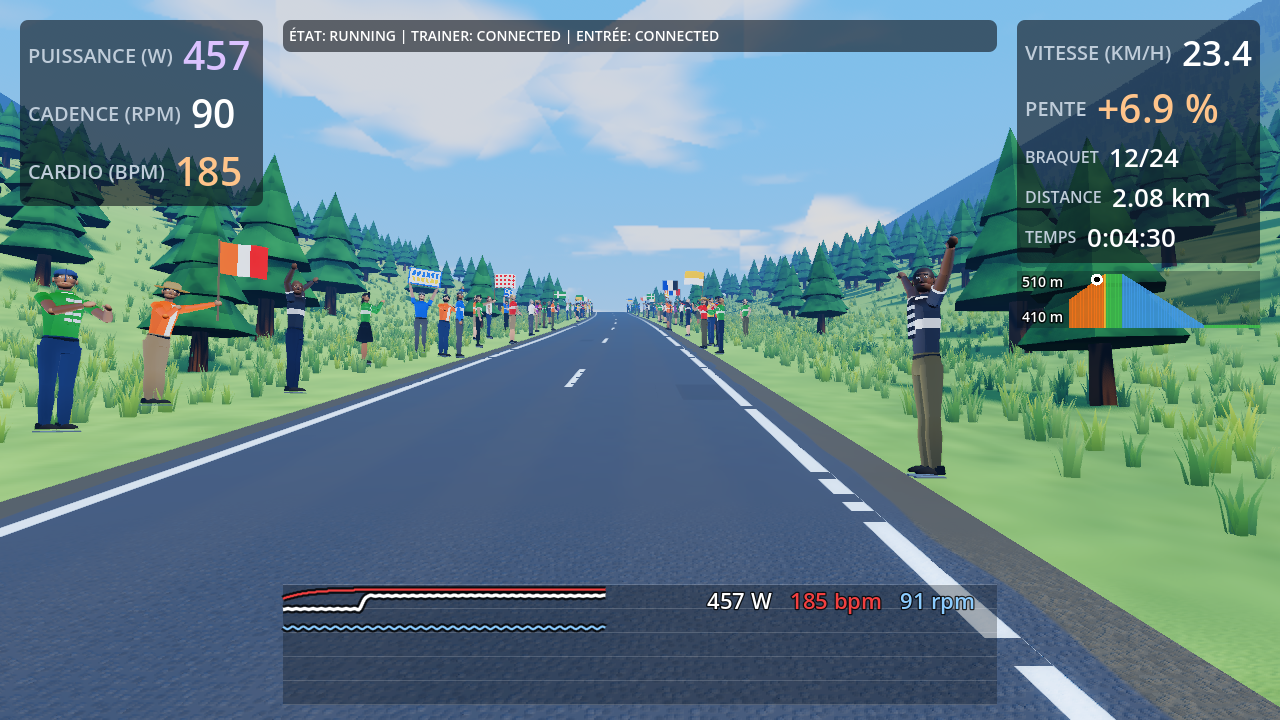 PUISSANCE (W) 457
CADENCE (RPM) 90
CARDIO (BPM) 185
ÉTAT: RUNNING | TRAINER: CONNECTED | ENTRÉE: CONNECTED
VITESSE (KM/H) 23.4
PENTE +6.9 %
BRAQUET 12/24
DISTANCE 2.08 km
TEMPS 0:04:30
510 m
410 m
457 W 185 bpm 91 rpm